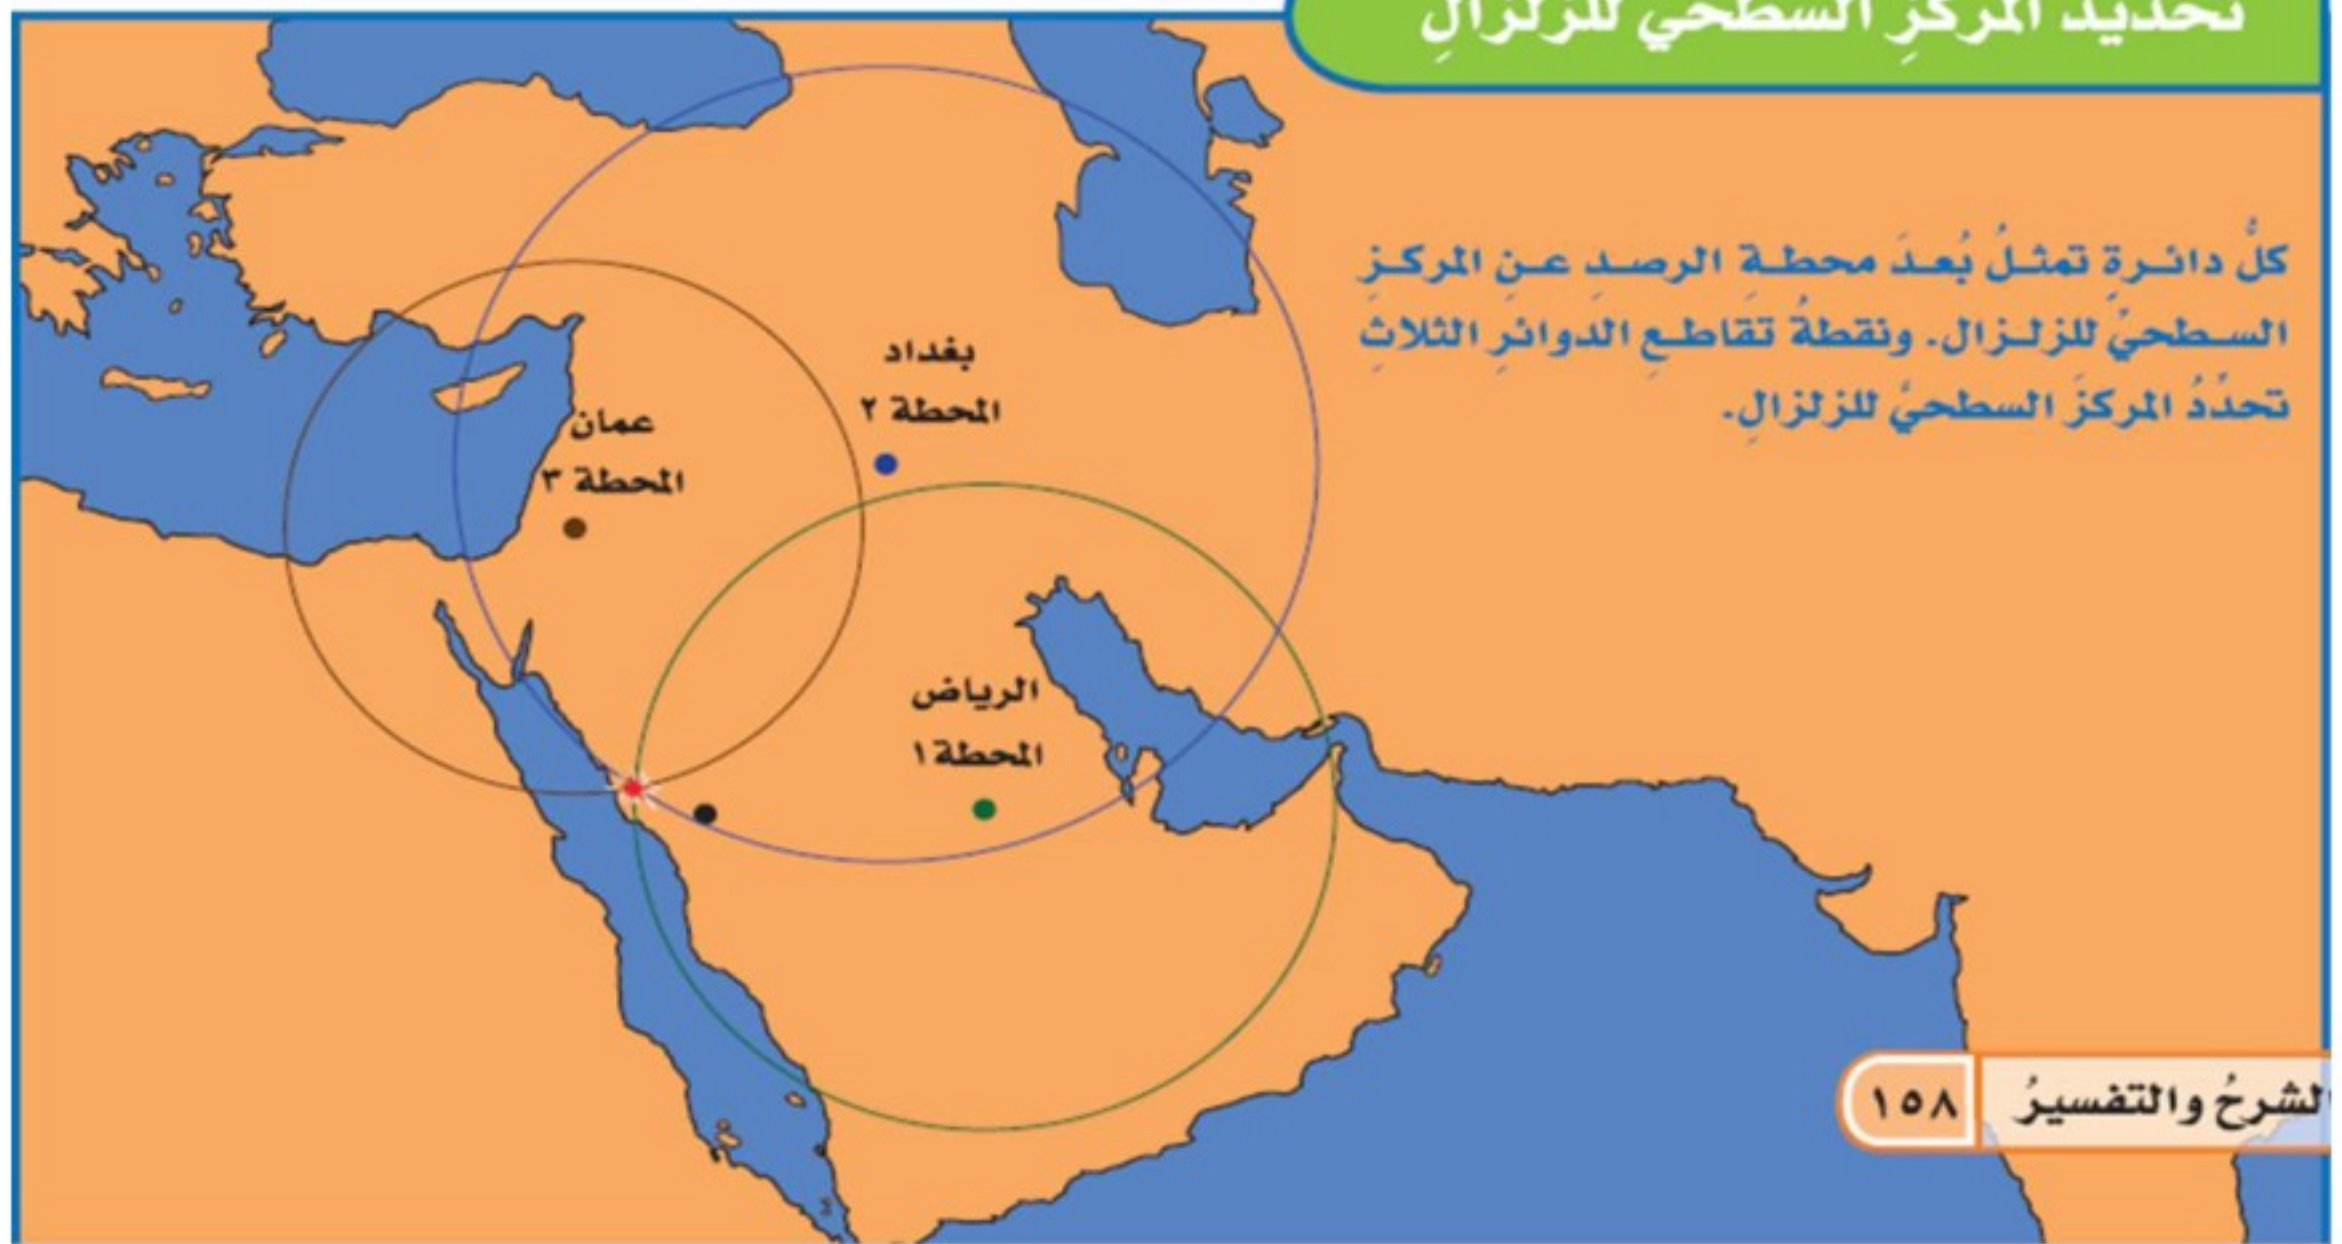 تحديد المركزِ السطحي للزلزالِ
كلُّ دائرةٍ تمثلُ بُعدَ محطةِ الرصدِ عنِ المركزِ
السطحيِّ للزلزال. ونقطةُ تقاطعِ الدوائرِ الثلاثِ
تحدِّدُ المركزَ السطحيَّ للزلزالِ.
بغداد
المحطة ٢
عمان
المحطة ٣
الرياض
المحطة ١
الشرحُ والتفسيرُ ١٥٨